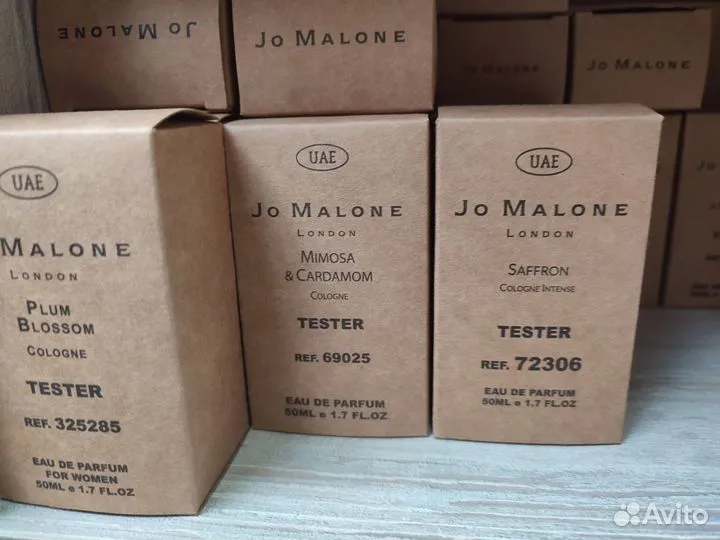 Jo Malone
Jo Malone
Jo Malone
UAE
Malone
London
Plum
Blossom
Cologne
TESTER
REF. 325285
EAU DE PARFUM
FOR WOMEN
50ML e 1.7 FL.OZ
UAE
Jo Malone
London
Mimosa
& Cardamom
Cologne
TESTER
REF. 69025
EAU DE PARFUM
50ML e 1.7 FL.OZ
UAE
Jo Malone
London
Saffron
Cologne Intense
TESTER
REF. 72306
EAU DE PARFUM
50ML e 1.7 FL.OZ
Avito